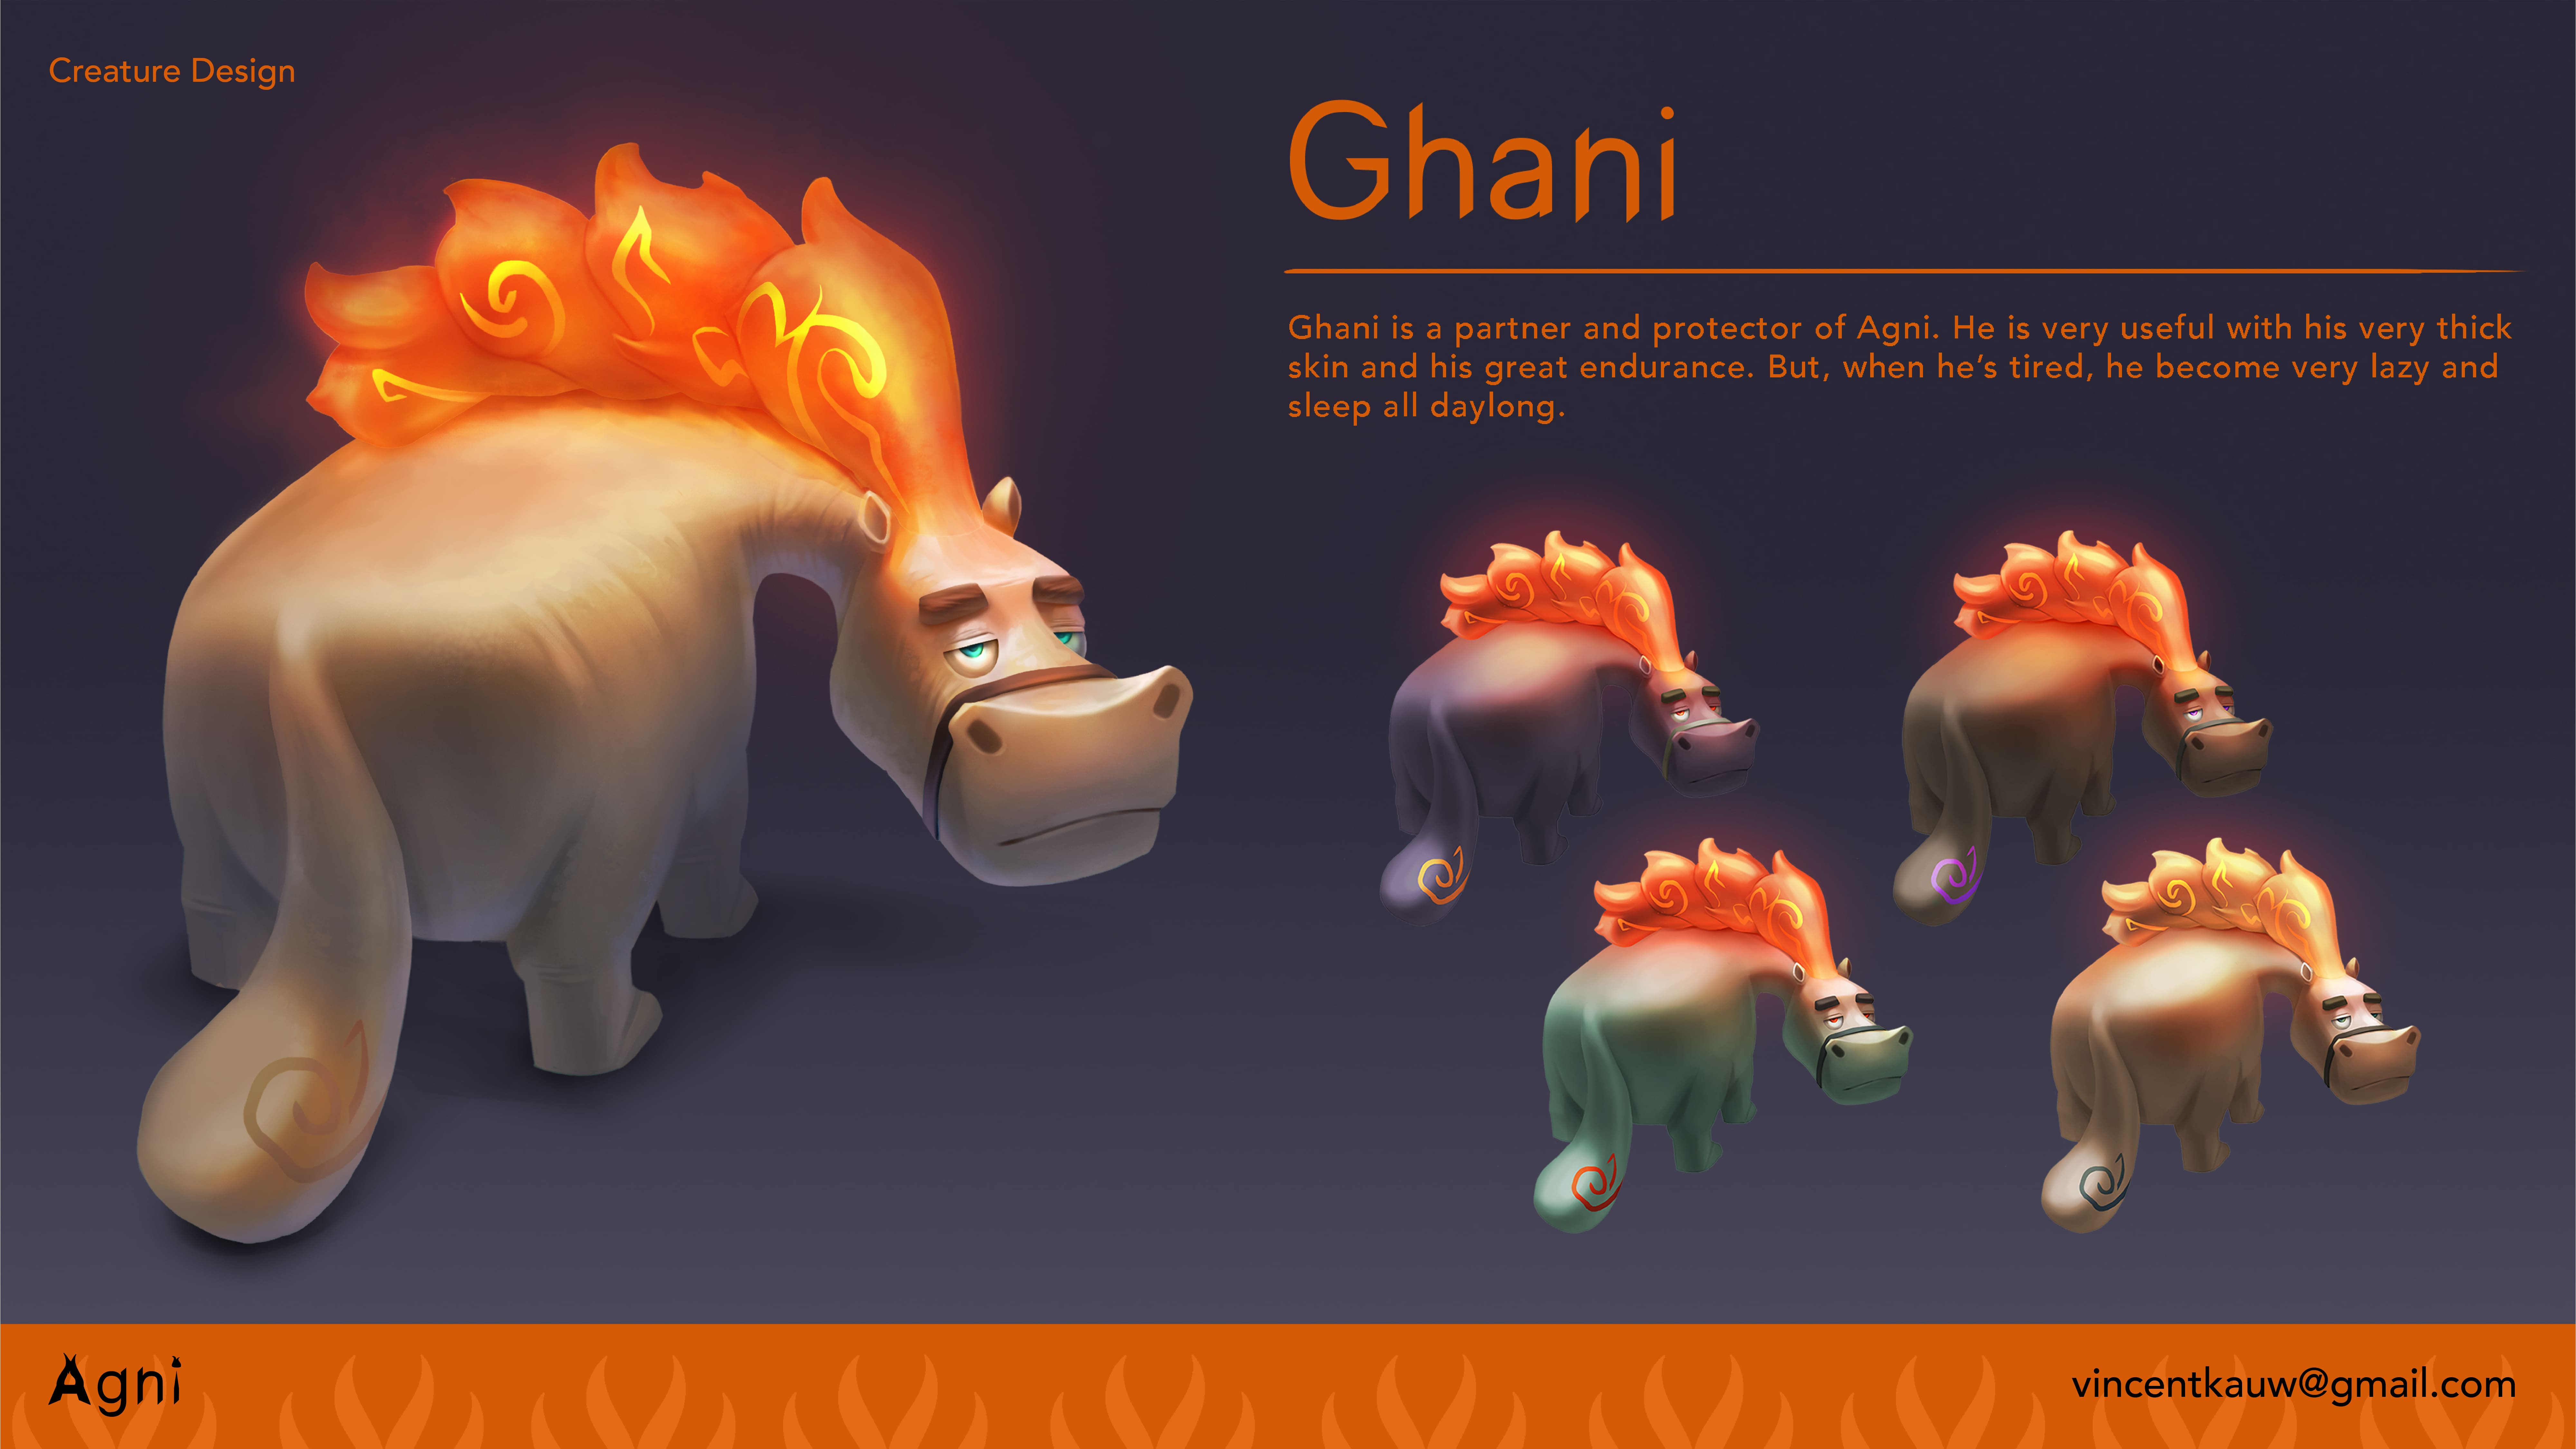 Creature Design
Ghani
Ghani is a partner and protector of Agni. He is very useful with his very thick
skin and his great endurance. But, when he's tired, he become very lazy and
sleep all daylong.
Agni
vincentkauw@gmail.com